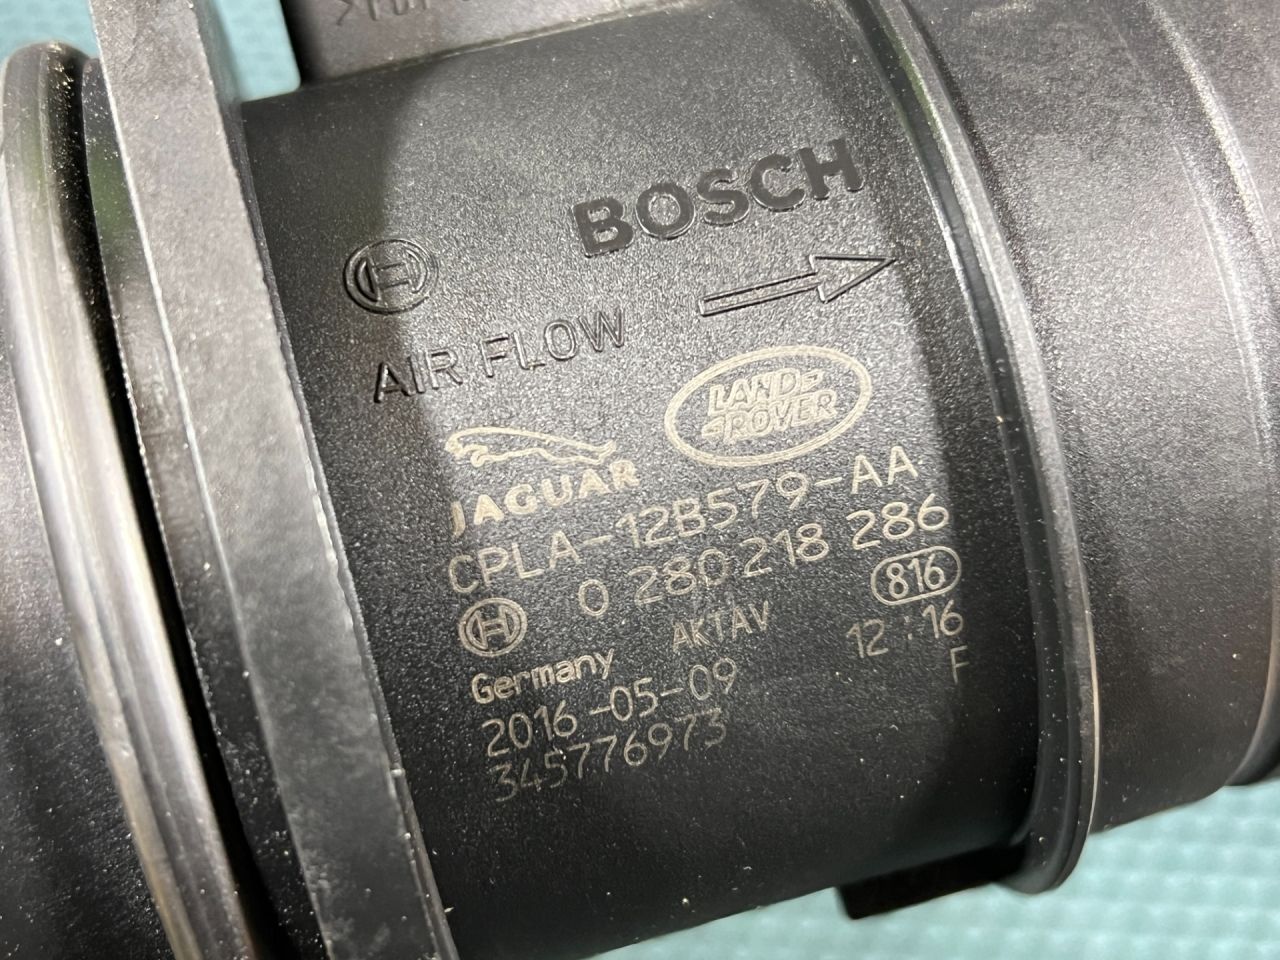 BOSCH
AIR FLOW
LAND
ROVER
JAGUAR
CPLA-12B579-AA
0 280 218 286
AKTAV 816
Germany 12:16
2016-05-09 F
345776973